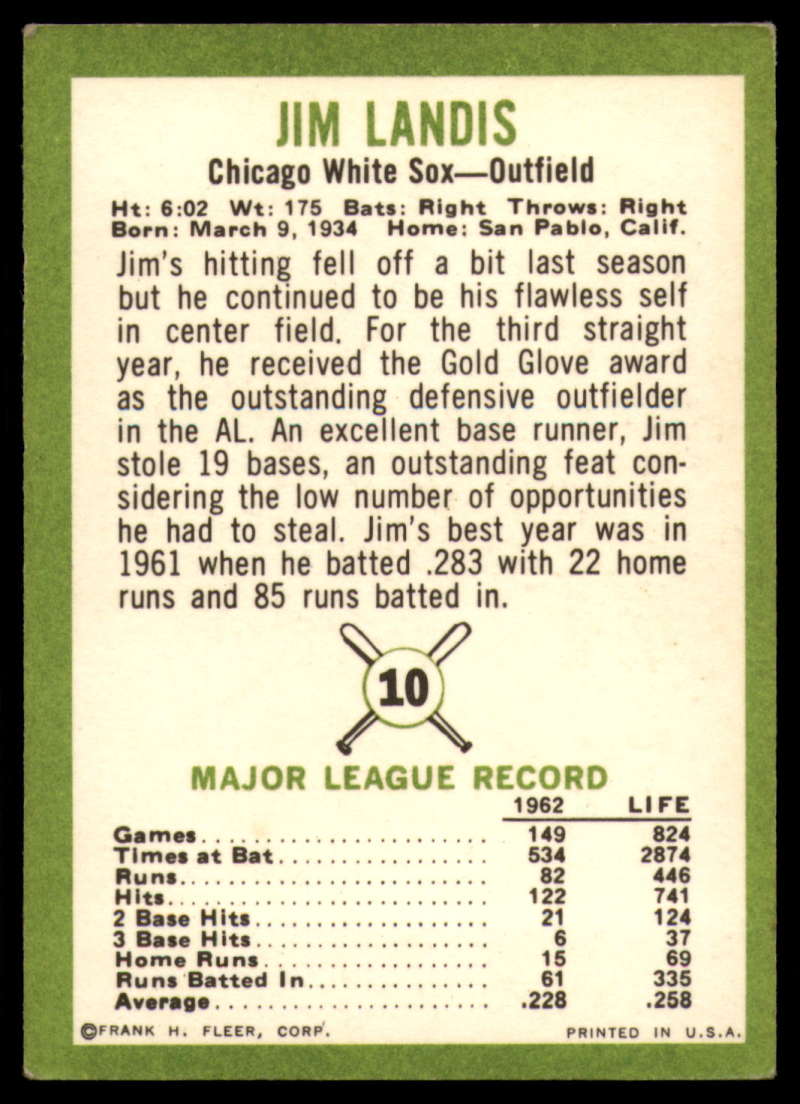 JIM LANDIS
Chicago White Sox—Outfield
Ht: 6:02 Wt: 175 Bats: Right Throws: Right
Born: March 9, 1934 Home: San Pablo, Calif.
Jim's hitting fell off a bit last season
but he continued to be his flawless self
in center field. For the third straight
year, he received the Gold Glove award
as the outstanding defensive outfielder
in the AL. An excellent base runner, Jim
stole 19 bases, an outstanding feat con-
sidering the low number of opportunities
he had to steal. Jim's best year was in
1961 when he batted .283 with 22 home
runs and 85 runs batted in.
10
MAJOR LEAGUE RECORD
1962 LIFE
Games........................ 149 824
Times at Bat................. 534 2874
Runs......................... 82 446
Hits......................... 122 741
2 Base Hits.................. 21 124
3 Base Hits.................. 6 37
Home Runs.................... 15 69
Runs Batted In............... 61 335
Average...................... .228 .258
©FRANK H. FLEER, CORP. PRINTED IN U.S.A.